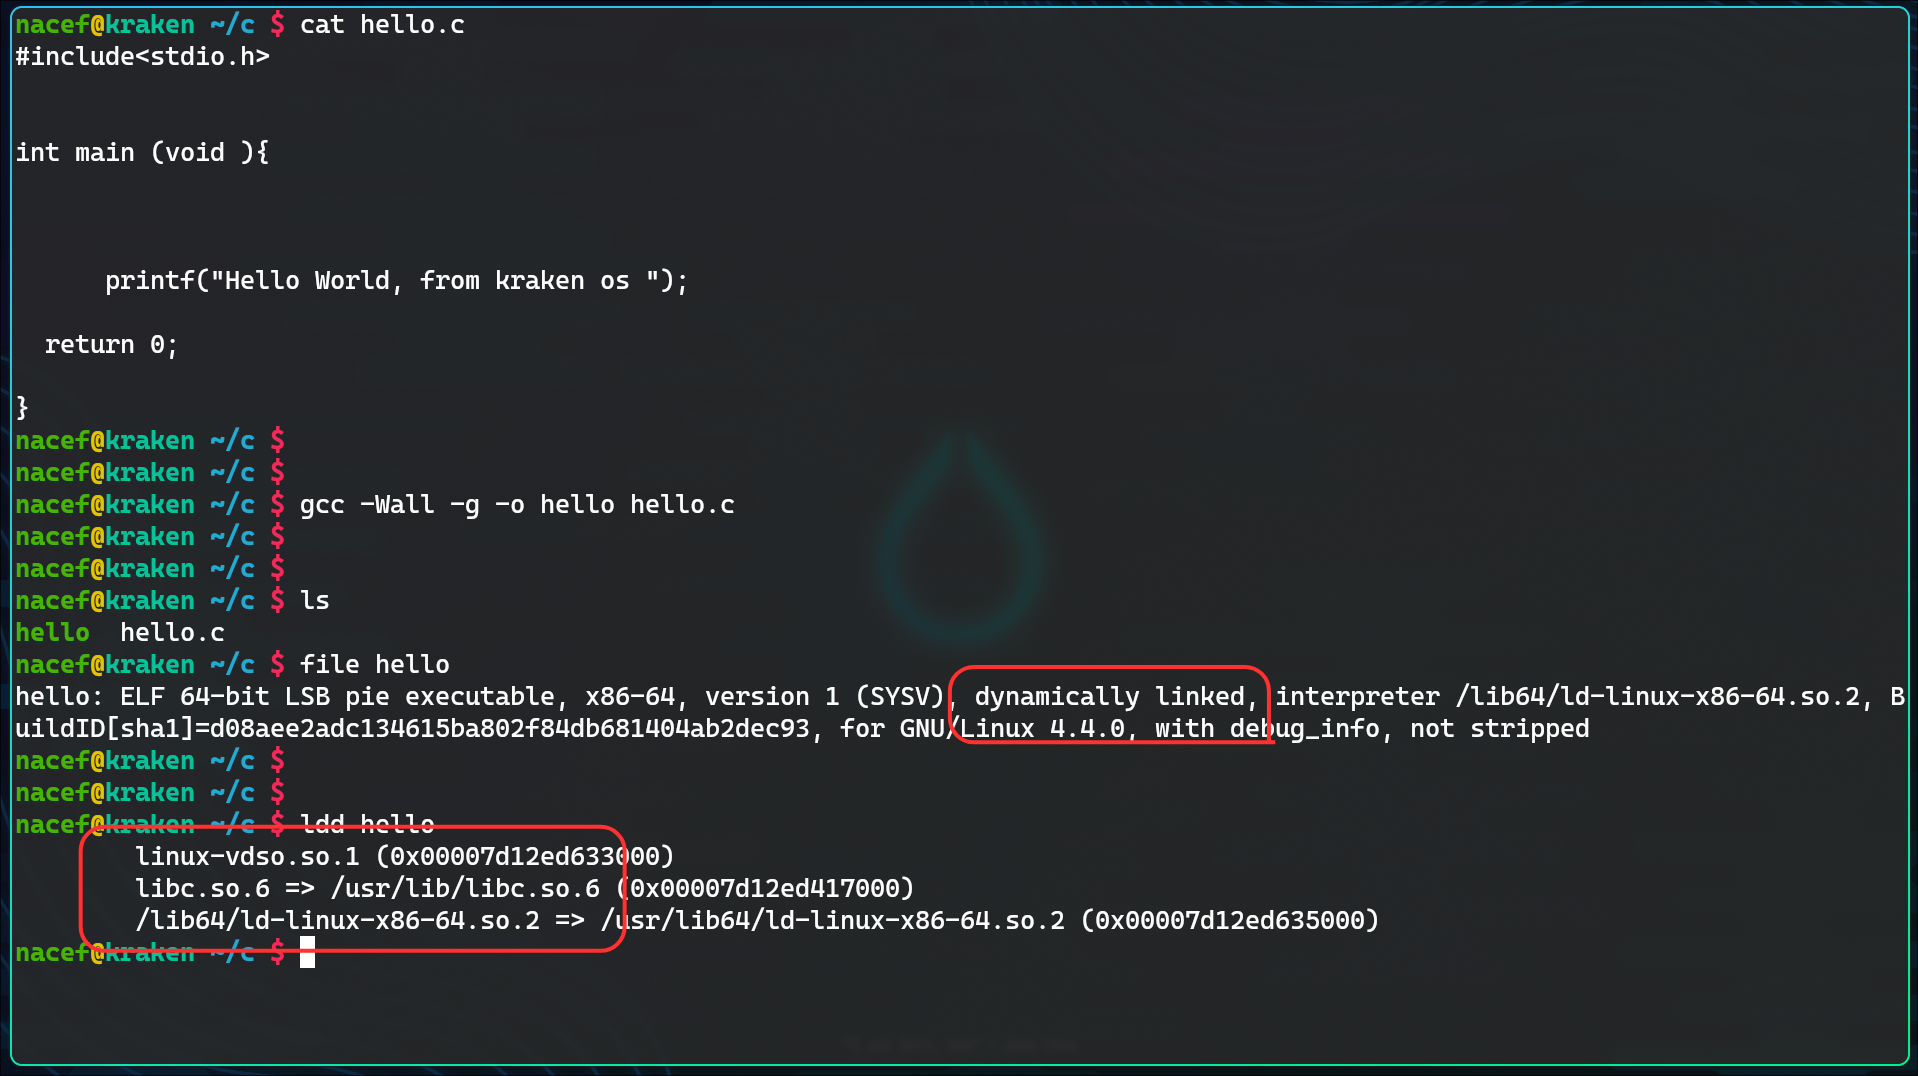 nacef@kraken ~/c $ cat hello.c
#include<stdio.h>
int main (void ){
printf("Hello World, from kraken os ");
return 0;
}
nacef@kraken ~/c $
nacef@kraken ~/c $
nacef@kraken ~/c $ gcc -Wall -g -o hello hello.c
nacef@kraken ~/c $
nacef@kraken ~/c $
nacef@kraken ~/c $ ls
hello  hello.c
nacef@kraken ~/c $ file hello
hello: ELF 64-bit LSB pie executable, x86-64, version 1 (SYSV), dynamically linked, interpreter /lib64/ld-linux-x86-64.so.2, B
uildID[sha1]=d08aee2adc134615ba802f84db681404ab2dec93, for GNU/Linux 4.4.0, with debug_info, not stripped
nacef@kraken ~/c $
nacef@kraken ~/c $
nacef@kraken ~/c $ ldd hello
linux-vdso.so.1 (0x00007d12ed633000)
libc.so.6 => /usr/lib/libc.so.6 (0x00007d12ed417000)
/lib64/ld-linux-x86-64.so.2 => /usr/lib64/ld-linux-x86-64.so.2 (0x00007d12ed635000)
nacef@kraken ~/c $